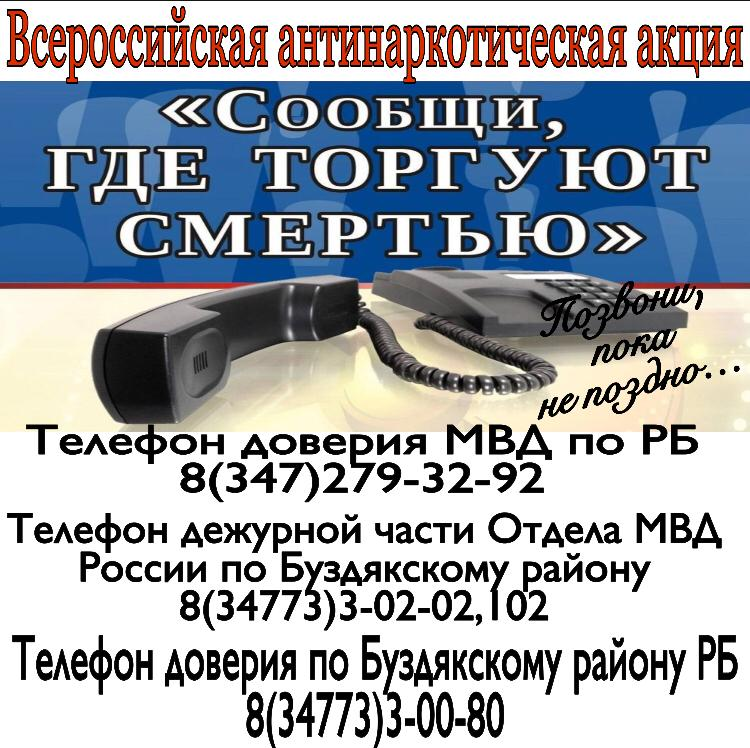 Всероссийская антинаркотическая акция
«Сообщи,
ГДЕ ТОРГУЮТ
СМЕРТЬЮ»
Позвони,
пока
не поздно...
Телефон доверия МВД по РБ
8(347)279-32-92
Телефон дежурной части Отдела МВД
России по Буздякскому району
8(34773)3-02-02,102
Телефон доверия по Буздякскому району РБ
8(34773)3-00-80